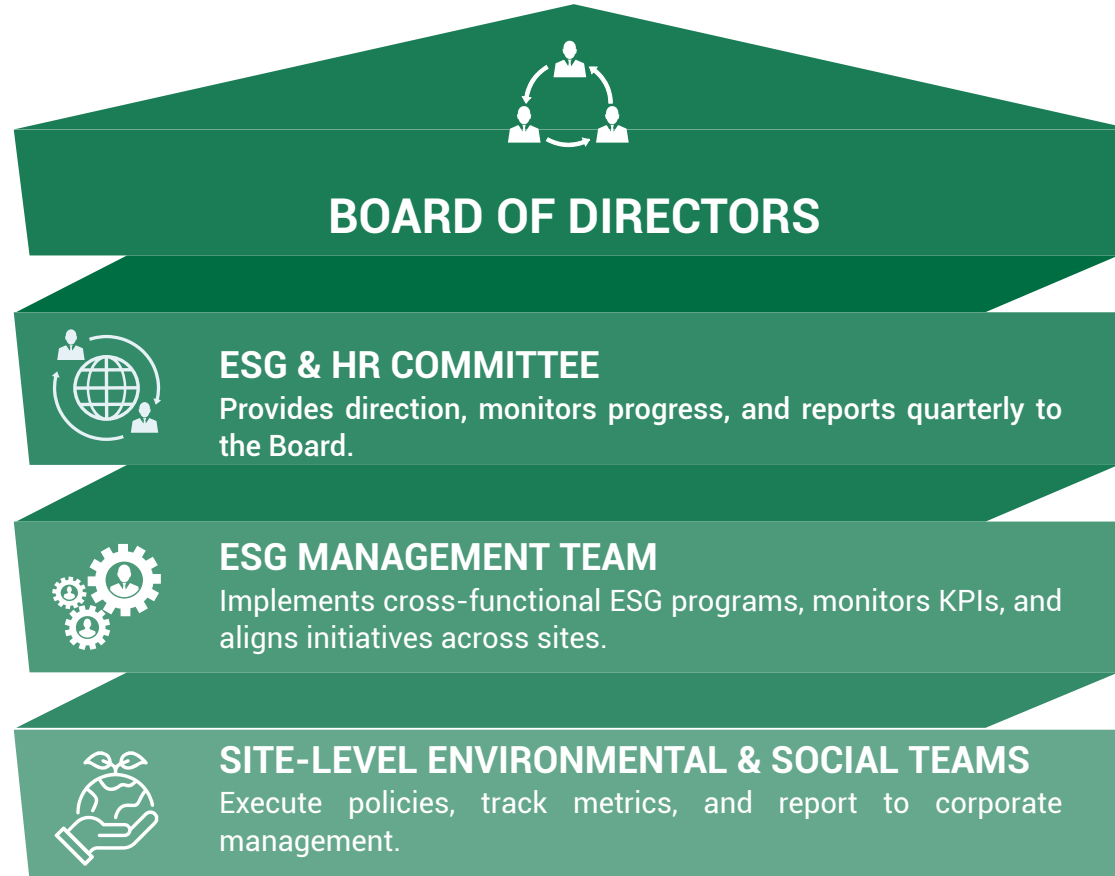 BOARD OF DIRECTORS
ESG & HR COMMITTEE
Provides direction, monitors progress, and reports quarterly to
the Board.
ESG MANAGEMENT TEAM
Implements cross-functional ESG programs, monitors KPIs, and
aligns initiatives across sites.
SITE-LEVEL ENVIRONMENTAL & SOCIAL TEAMS
Execute policies, track metrics, and report to corporate
management.